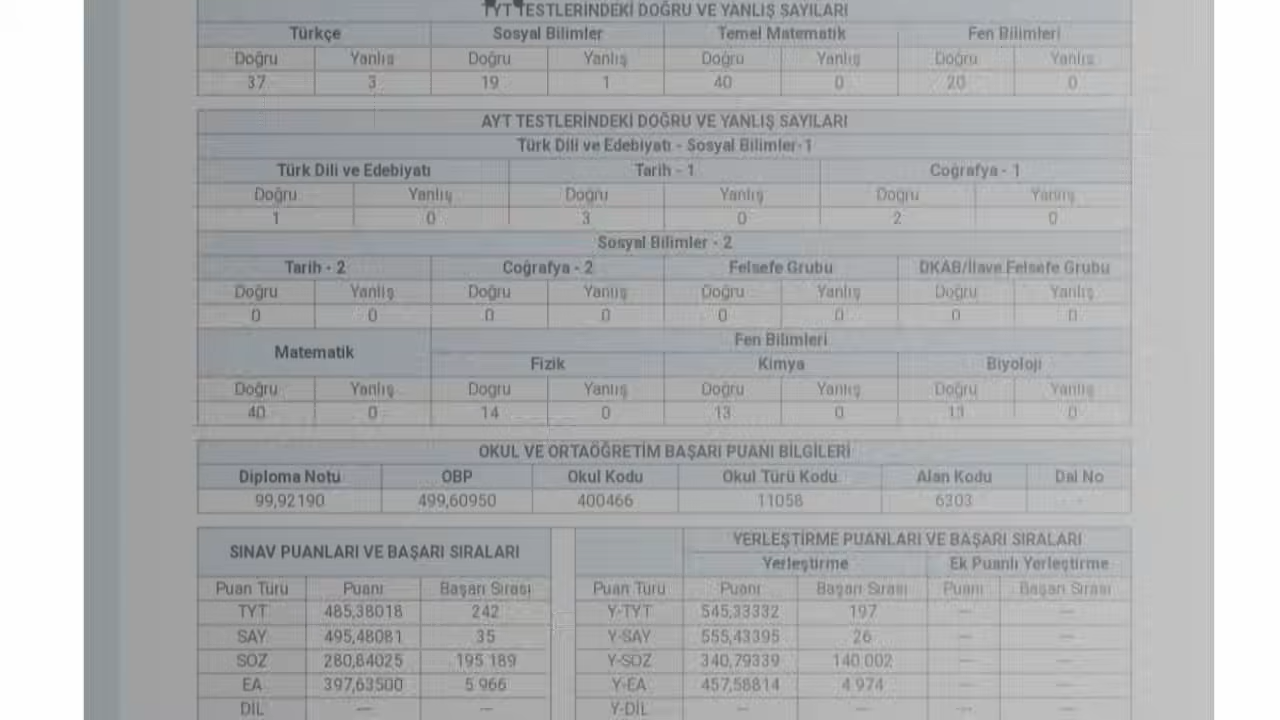 TYT TESTLERİNDEKİ DOĞRU VE YANLIŞ SAYILARI
Türkçe Sosyal Bilimler Temel Matematik Fen Bilimleri
Doğru Yanlış Doğru Yanlış Doğru Yanlış Doğru Yanlış
37 3 19 1 40 0 20 0
AYT TESTLERİNDEKİ DOĞRU VE YANLIŞ SAYILARI
Türk Dili ve Edebiyatı - Sosyal Bilimler-1
Türk Dili ve Edebiyatı Tarih - 1 Coğrafya - 1
Doğru Yanlış Doğru Yanlış Doğru Yanlış
1 0 3 0 2 0
Sosyal Bilimler - 2
Tarih - 2 Coğrafya - 2 Felsefe Grubu DKAB/İlave Felsefe Grubu
Doğru Yanlış Doğru Yanlış Doğru Yanlış Doğru Yanlış
0 0 0 0 0 0 0 0
Matematik Fen Bilimleri
Fizik Kimya Biyoloji
Doğru Yanlış Doğru Yanlış Doğru Yanlış Doğru Yanlış
40 0 14 0 13 0 13 0
OKUL VE ORTAÖĞRETİM BAŞARI PUANI BİLGİLERİ
Diploma Notu OBP Okul Kodu Okul Türü Kodu Alan Kodu Dal No
99,92190 499,60950 400466 11058 6303
SINAV PUANLARI VE BAŞARI SIRALARI YERLEŞTİRME PUANLARI VE BAŞARI SIRALARI
Yerleştirme Ek Puanlı Yerleştirme
Puan Türü Puanı Başarı Sırası Puan Türü Puanı Başarı Sırası Puanı Başarı Sırası
TYT 485,38018 242 Y-TYT 545,33332 197 — —
SAY 495,48081 35 Y-SAY 555,43395 26 — —
SÖZ 280,84025 195.189 Y-SÖZ 340,79339 140.002 — —
EA 397,63500 5.966 Y-EA 457,58814 4.974 — —
DİL — — Y-DİL — — — —